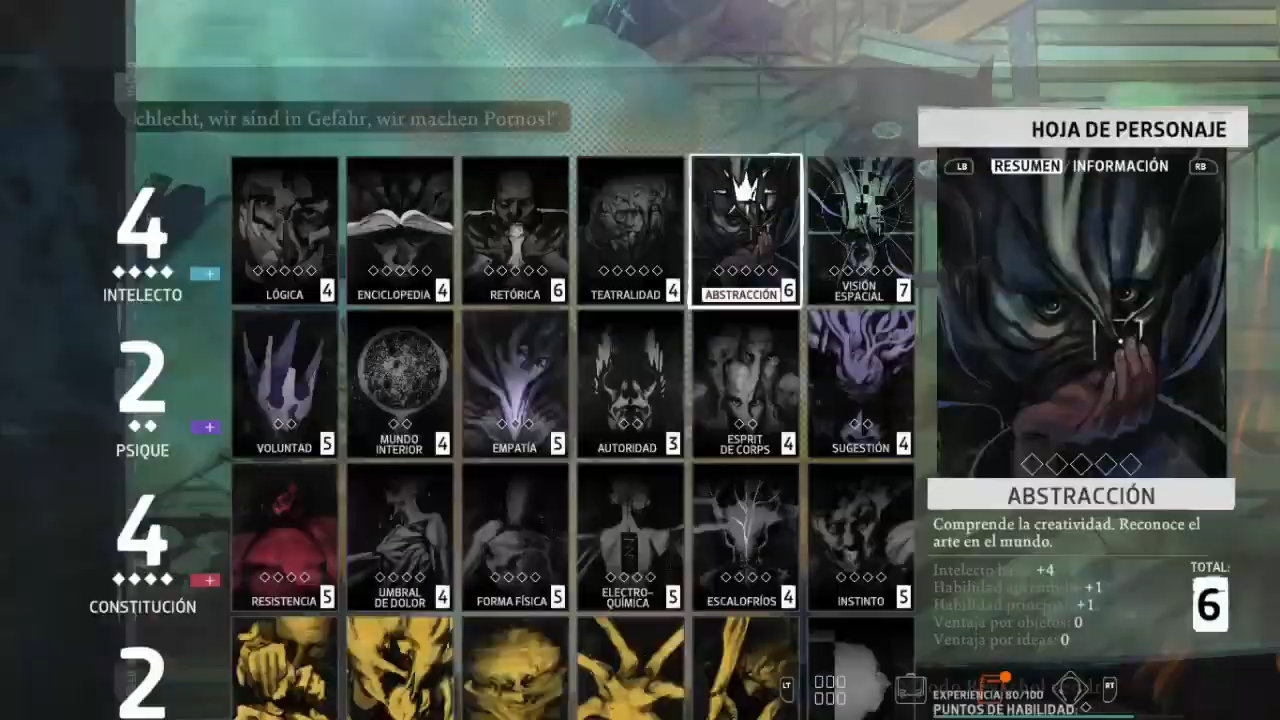 chlecht, wir sind in Gefahr, wir machen Pornos!'.
HOJA DE PERSONAJE
LB RESUMEN / INFORMACIÓN RB
4
INTELECTO
+
LÓGICA 4
ENCICLOPEDIA 4
RETÓRICA 6
TEATRALIDAD 4
ABSTRACCIÓN 6
VISIÓN
ESPACIAL 7
2
PSIQUE
+
VOLUNTAD 5
MUNDO
INTERIOR 4
EMPATÍA 5
AUTORIDAD 3
ESPRIT
DE CORPS 4
SUGESTIÓN 4
4
CONSTITUCIÓN
+
RESISTENCIA 5
UMBRAL
DE DOLOR 4
FORMA FÍSICA 5
ELECTRO-
QUÍMICA 5
ESCALOFRÍOS 4
INSTINTO 5
2
ABSTRACCIÓN
Comprende la creatividad. Reconoce el
arte en el mundo.
Intelecto +4
Habilidad +1
Habilidad principal +1
Ventaja por objetos: 0
Ventaja por ideas: 0
TOTAL:
6
LT
RT
EXPERIENCIA: 80/100
PUNTOS DE HABILIDAD: